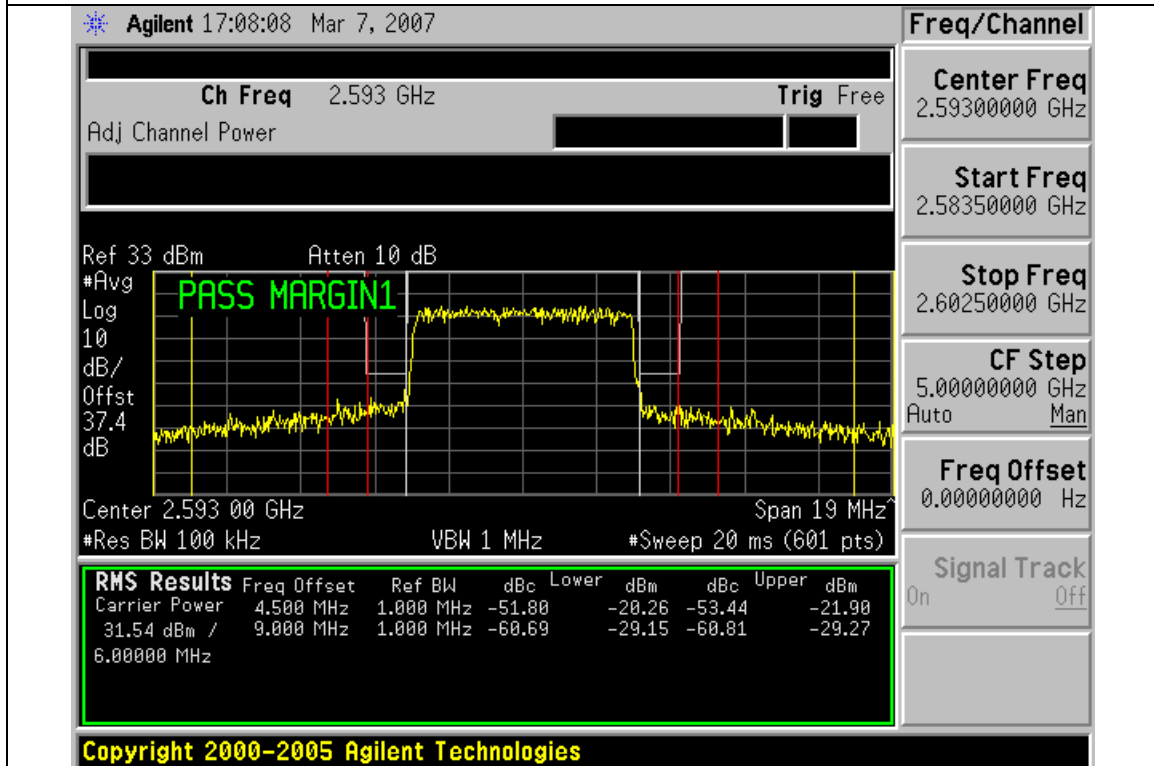 Agilent 17:08:08 Mar 7, 2007
Freq/Channel
Ch Freq 2.593 GHz Trig Free
Adj Channel Power
Center Freq
2.59300000 GHz
Start Freq
2.58350000 GHz
Stop Freq
2.60250000 GHz
CF Step
5.00000000 GHz
Auto Man
Freq Offset
0.00000000 Hz
Signal Track
On Off
Ref 33 dBm Atten 10 dB
#Avg
Log
10
dB/
Offst
37.4
dB
PASS MARGIN1
Center 2.593 00 GHz Span 19 MHz^
#Res BW 100 kHz VBW 1 MHz #Sweep 20 ms (601 pts)
RMS Results Freq Offset Ref BW dBc Lower dBm dBc Upper dBm
Carrier Power 4.500 MHz 1.000 MHz -51.80 -20.26 -53.44 -21.90
31.54 dBm / 9.000 MHz 1.000 MHz -60.69 -29.15 -60.81 -29.27
6.00000 MHz
Copyright 2000-2005 Agilent Technologies